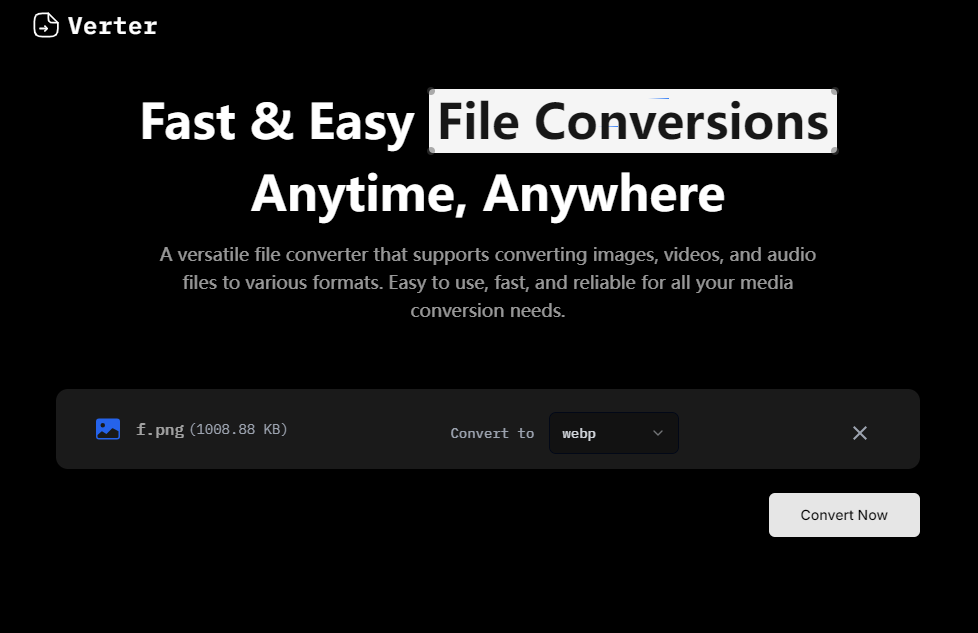 Verter
Fast & Easy File Conversions
Anytime, Anywhere
A versatile file converter that supports converting images, videos, and audio
files to various formats. Easy to use, fast, and reliable for all your media
conversion needs.
f.png (1008.88 KB) Convert to webp
Convert Now